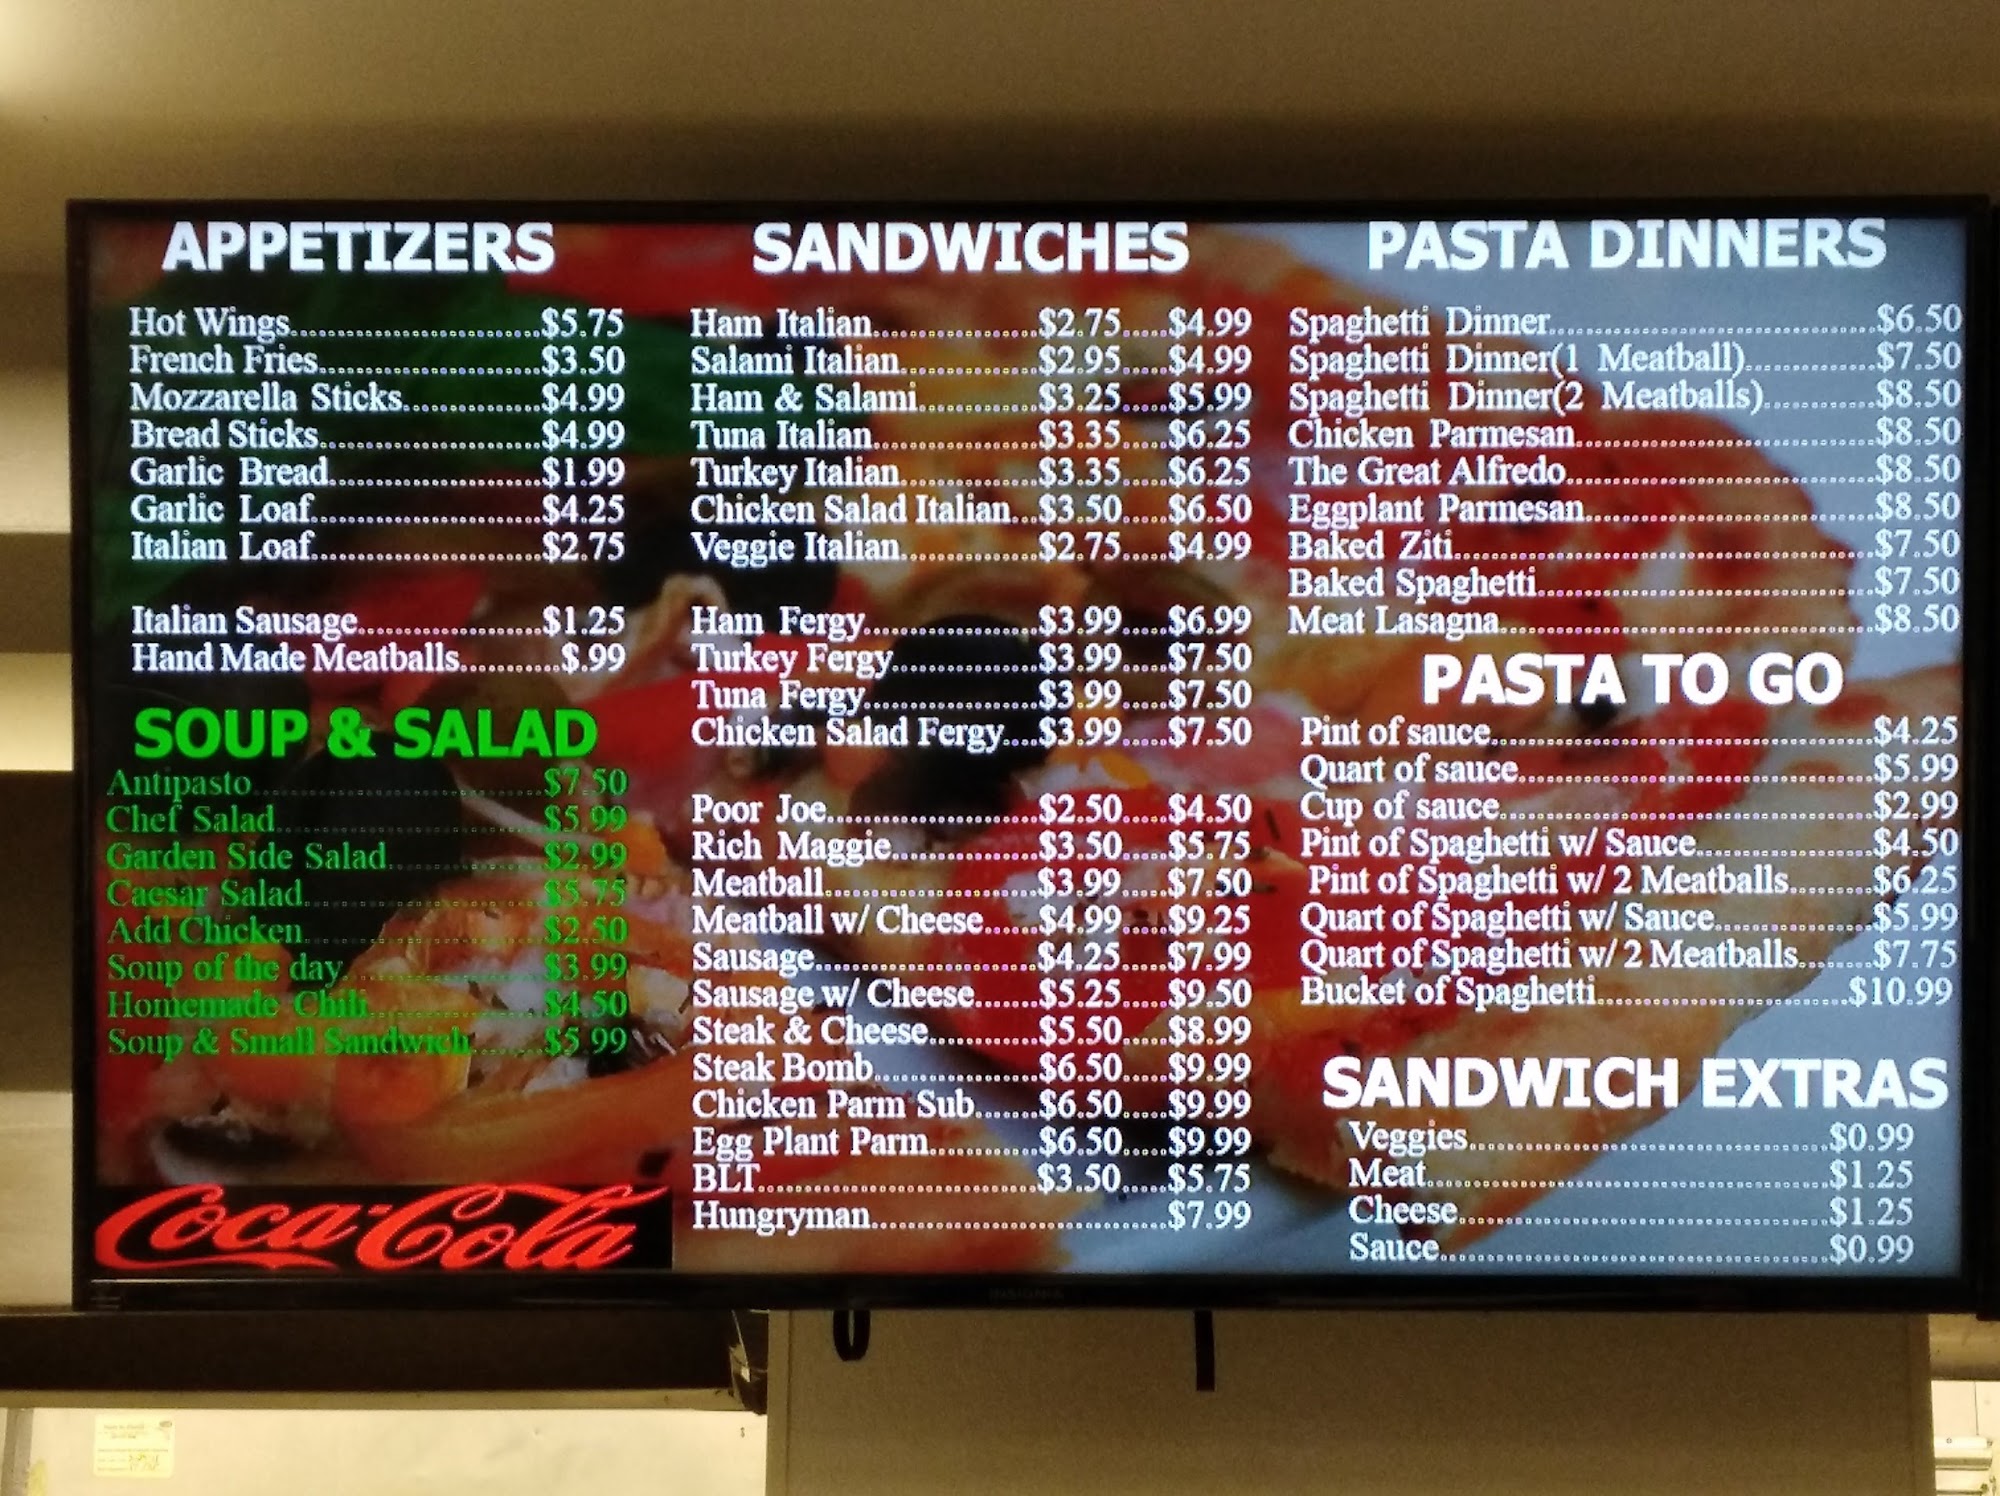 APPETIZERS
Hot Wings..........................$5.75
French Fries........................$3.50
Mozzarella Sticks...............$4.99
Bread Sticks........................$4.99
Garlic Bread.......................$1.99
Garlic Loaf.........................$4.25
Italian Loaf.........................$2.75
Italian Sausage....................$1.25
Hand Made Meatballs...........$.99
SOUP & SALAD
Antipasto...............................$7.50
Chef Salad............................$5.99
Garden Side Salad................$2.99
Caesar Salad.........................$5.75
Add Chicken.........................$2.50
Soup of the day.....................$3.99
Homemade Chili..................$4.50
Soup & Small Sandwich........$5.99
Coca-Cola
SANDWICHES
Ham Italian..................$2.75.....$4.99
Salami Italian...............$2.95.....$4.99
Ham & Salami.............$3.25.....$5.99
Tuna Italian..................$3.35.....$6.25
Turkey Italian...............$3.35.....$6.25
Chicken Salad Italian...$3.50.....$6.50
Veggie Italian...............$2.75.....$4.99
Ham Fergy...................$3.99.....$6.99
Turkey Fergy................$3.99.....$7.50
Tuna Fergy...................$3.99.....$7.50
Chicken Salad Fergy....$3.99.....$7.50
Poor Joe.......................$2.50.....$4.50
Rich Maggie................$3.50.....$5.75
Meatball.......................$3.99.....$7.50
Meatball w/ Cheese......$4.99.....$9.25
Sausage........................$4.25.....$7.99
Sausage w/ Cheese.......$5.25.....$9.50
Steak & Cheese............$5.50.....$8.99
Steak Bomb..................$6.50.....$9.99
Chicken Parm Sub.......$6.50.....$9.99
Egg Plant Parm............$6.50.....$9.99
BLT..............................$3.50.....$5.75
Hungryman................................$7.99
PASTA DINNERS
Spaghetti Dinner...................................$6.50
Spaghetti Dinner(1 Meatball)..............$7.50
Spaghetti Dinner(2 Meatballs)............$8.50
Chicken Parmesan................................$8.50
The Great Alfredo.................................$8.50
Eggplant Parmesan...............................$8.50
Baked Ziti.............................................$7.50
Baked Spaghetti....................................$7.50
Meat Lasagna........................................$8.50
PASTA TO GO
Pint of sauce.........................................$4.25
Quart of sauce......................................$5.99
Cup of sauce........................................$2.99
Pint of Spaghetti w/ Sauce...................$4.50
Pint of Spaghetti w/ 2 Meatballs.........$6.25
Quart of Spaghetti w/ Sauce.................$5.99
Quart of Spaghetti w/ 2 Meatballs........$7.75
Bucket of Spaghetti...........................$10.99
SANDWICH EXTRAS
Veggies.......................................$0.99
Meat............................................$1.25
Cheese........................................$1.25
Sauce..........................................$0.99
INSIGNIA